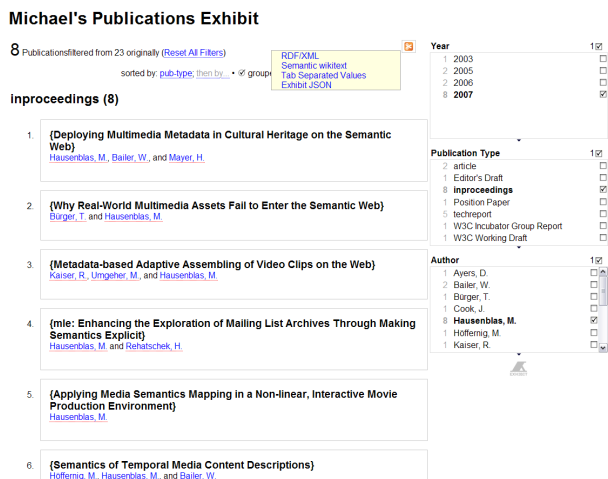 Michael's Publications Exhibit
8 Publicationsfiltered from 23 originally (Reset All Filters)
RDF/XML
Semantic wikitext
Tab Separated Values
Exhibit JSON
sorted by: pub-type; then by... • groupe
inproceedings (8)
1. {Deploying Multimedia Metadata in Cultural Heritage on the Semantic
Web}
Hausenblas, M., Bailer, W., and Mayer, H.
2. {Why Real-World Multimedia Assets Fail to Enter the Semantic Web}
Bürger, T. and Hausenblas, M.
3. {Metadata-based Adaptive Assembling of Video Clips on the Web}
Kaiser, R., Umgeher, M., and Hausenblas, M.
4. {mle: Enhancing the Exploration of Mailing List Archives Through Making
Semantics Explicit}
Hausenblas, M. and Rehatschek, H.
5. {Applying Media Semantics Mapping in a Non-linear, Interactive Movie
Production Environment}
Hausenblas, M.
6. {Semantics of Temporal Media Content Descriptions}
Höffernig, M., Hausenblas, M., and Bailer, W.
Year 1
1 2003
2 2005
2 2006
8 2007
Publication Type 1
2 article
1 Editor's Draft
8 inproceedings
1 Position Paper
5 techreport
1 W3C Incubator Group Report
1 W3C Working Draft
Author 1
1 Ayers, D.
2 Bailer, W.
1 Bürger, T.
1 Cook, J.
8 Hausenblas, M.
1 Höffernig, M.
1 Kaiser, R.